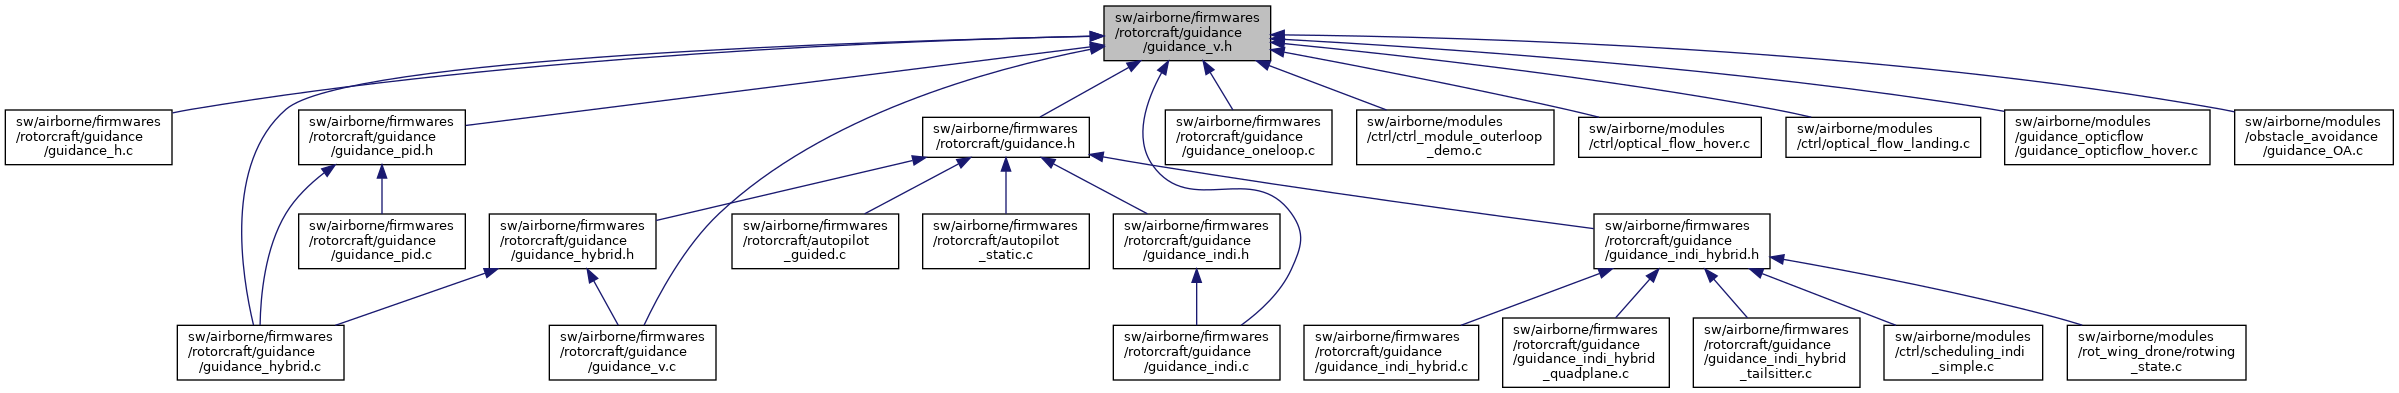 sw/airborne/firmwares
/rotorcraft/guidance
/guidance_v.h
sw/airborne/firmwares
/rotorcraft/guidance
/guidance_h.c
sw/airborne/firmwares
/rotorcraft/guidance
/guidance_pid.h
sw/airborne/firmwares
/rotorcraft/guidance.h
sw/airborne/firmwares
/rotorcraft/guidance
/guidance_oneloop.c
sw/airborne/modules
/ctrl/ctrl_module_outerloop
_demo.c
sw/airborne/modules
/ctrl/optical_flow_hover.c
sw/airborne/modules
/ctrl/optical_flow_landing.c
sw/airborne/modules
/guidance_opticflow
/guidance_opticflow_hover.c
sw/airborne/modules
/obstacle_avoidance
/guidance_OA.c
sw/airborne/firmwares
/rotorcraft/guidance
/guidance_pid.c
sw/airborne/firmwares
/rotorcraft/guidance
/guidance_hybrid.h
sw/airborne/firmwares
/rotorcraft/autopilot
_guided.c
sw/airborne/firmwares
/rotorcraft/autopilot
_static.c
sw/airborne/firmwares
/rotorcraft/guidance
/guidance_indi.h
sw/airborne/firmwares
/rotorcraft/guidance
/guidance_indi_hybrid.h
sw/airborne/firmwares
/rotorcraft/guidance
/guidance_hybrid.c
sw/airborne/firmwares
/rotorcraft/guidance
/guidance_v.c
sw/airborne/firmwares
/rotorcraft/guidance
/guidance_indi.c
sw/airborne/firmwares
/rotorcraft/guidance
/guidance_indi_hybrid.c
sw/airborne/firmwares
/rotorcraft/guidance
/guidance_indi_hybrid
_quadplane.c
sw/airborne/firmwares
/rotorcraft/guidance
/guidance_indi_hybrid
_tailsitter.c
sw/airborne/modules
/ctrl/scheduling_indi
_simple.c
sw/airborne/modules
/rot_wing_drone/rotwing
_state.c